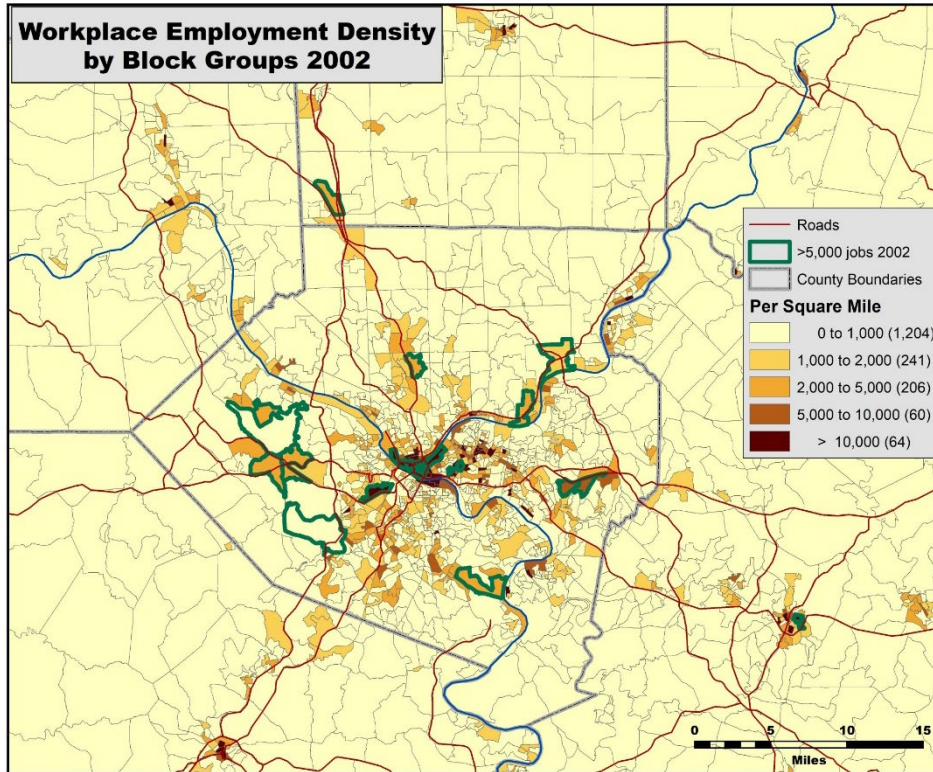 Workplace Employment Density
by Block Groups 2002
Roads
>5,000 jobs 2002
County Boundaries
Per Square Mile
0 to 1,000 (1,204)
1,000 to 2,000 (241)
2,000 to 5,000 (206)
5,000 to 10,000 (60)
> 10,000 (64)
0 5 10 15
Miles